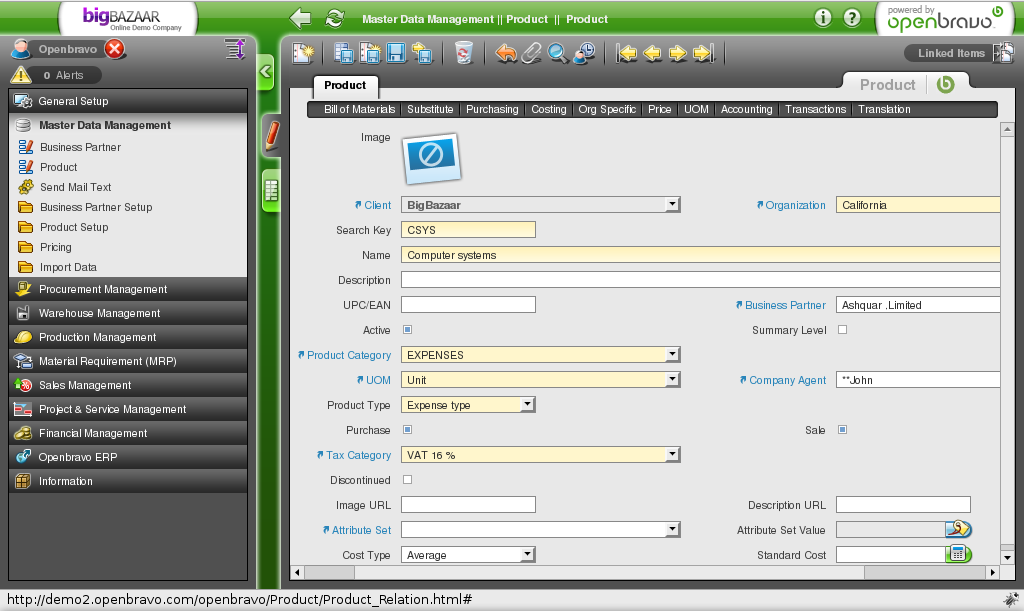 bigBAZAAR
Online Demo Company
Master Data Management || Product || Product
powered by
openbravo
Openbravo
0 Alerts
Linked Items
General Setup
Master Data Management
Business Partner
Product
Send Mail Text
Business Partner Setup
Product Setup
Pricing
Import Data
Procurement Management
Warehouse Management
Production Management
Material Requirement (MRP)
Sales Management
Project & Service Management
Financial Management
Openbravo ERP
Information
Product
Product
Bill of Materials | Substitute | Purchasing | Costing | Org Specific | Price | UOM | Accounting | Transactions | Translation
Image
Client BigBazaar Organization California
Search Key CSYS
Name Computer systems
Description
UPC/EAN Business Partner Ashquar .Limited
Active Summary Level
Product Category EXPENSES
UOM Unit Company Agent **John
Product Type Expense type
Purchase Sale
Tax Category VAT 16 %
Discontinued
Image URL Description URL
Attribute Set Attribute Set Value
Cost Type Average Standard Cost
http://demo2.openbravo.com/openbravo/Product/Product_Relation.html#